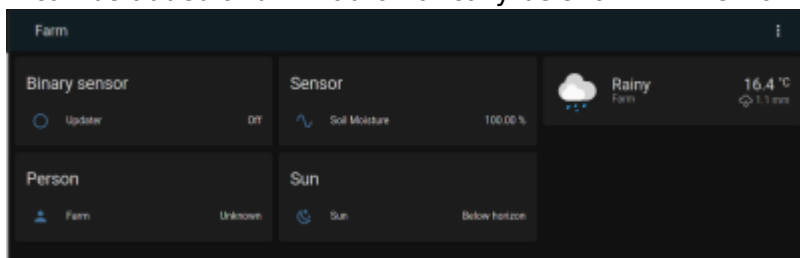 Farm
Binary sensor
Updater Off
Sensor
Soil Moisture 100.00 %
Rainy 16.4 °C
Farm 1.1 mm
Person
Farm Unknown
Sun
Sun Below horizon